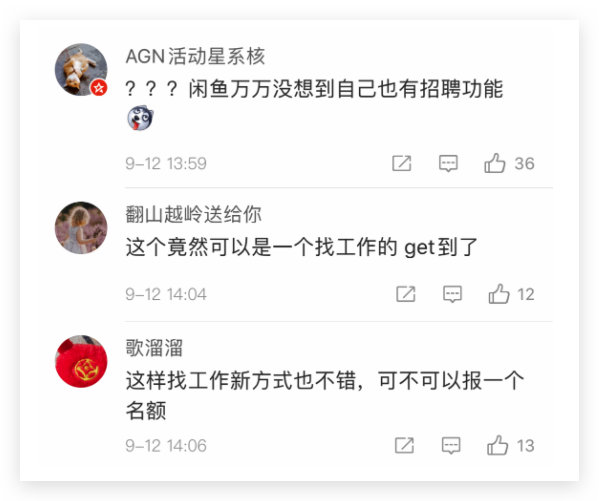 AGN活动星系核
？？？闲鱼万万没想到自己也有招聘功能
9-12 13:59
36
翻山越岭送给你
这个竟然可以是一个找工作的 get到了
9-12 14:04
12
歌溜溜
这样找工作新方式也不错，可不可以报一个
名额
9-12 14:06
13